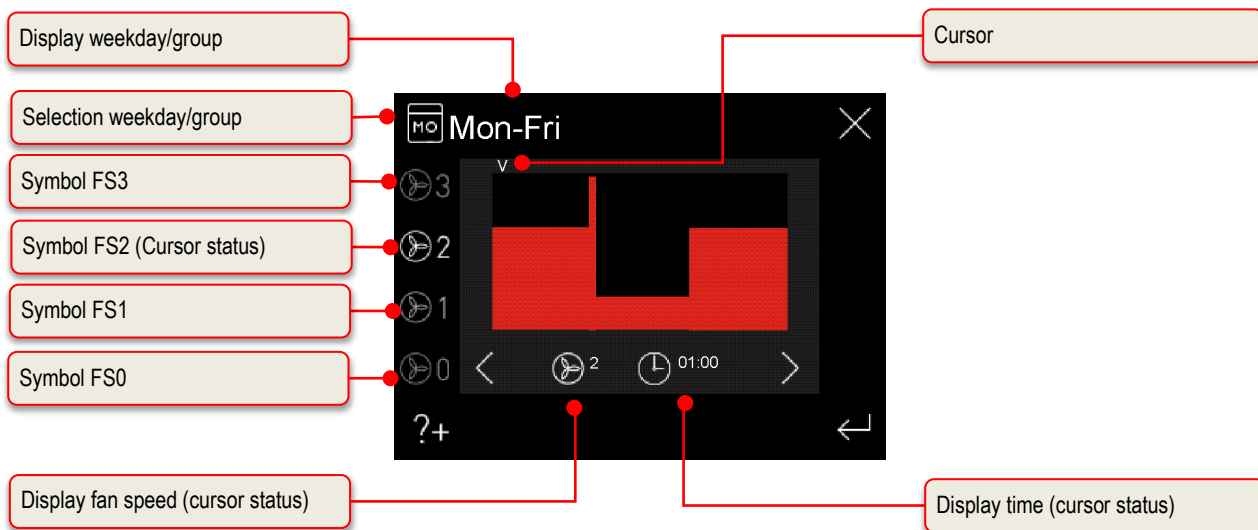 Display weekday/group
Cursor
Selection weekday/group
MO Mon-Fri
V
Symbol FS3
3
Symbol FS2 (Cursor status)
2
Symbol FS1
1
Symbol FS0
0
2 01:00
?+
Display fan speed (cursor status)
Display time (cursor status)